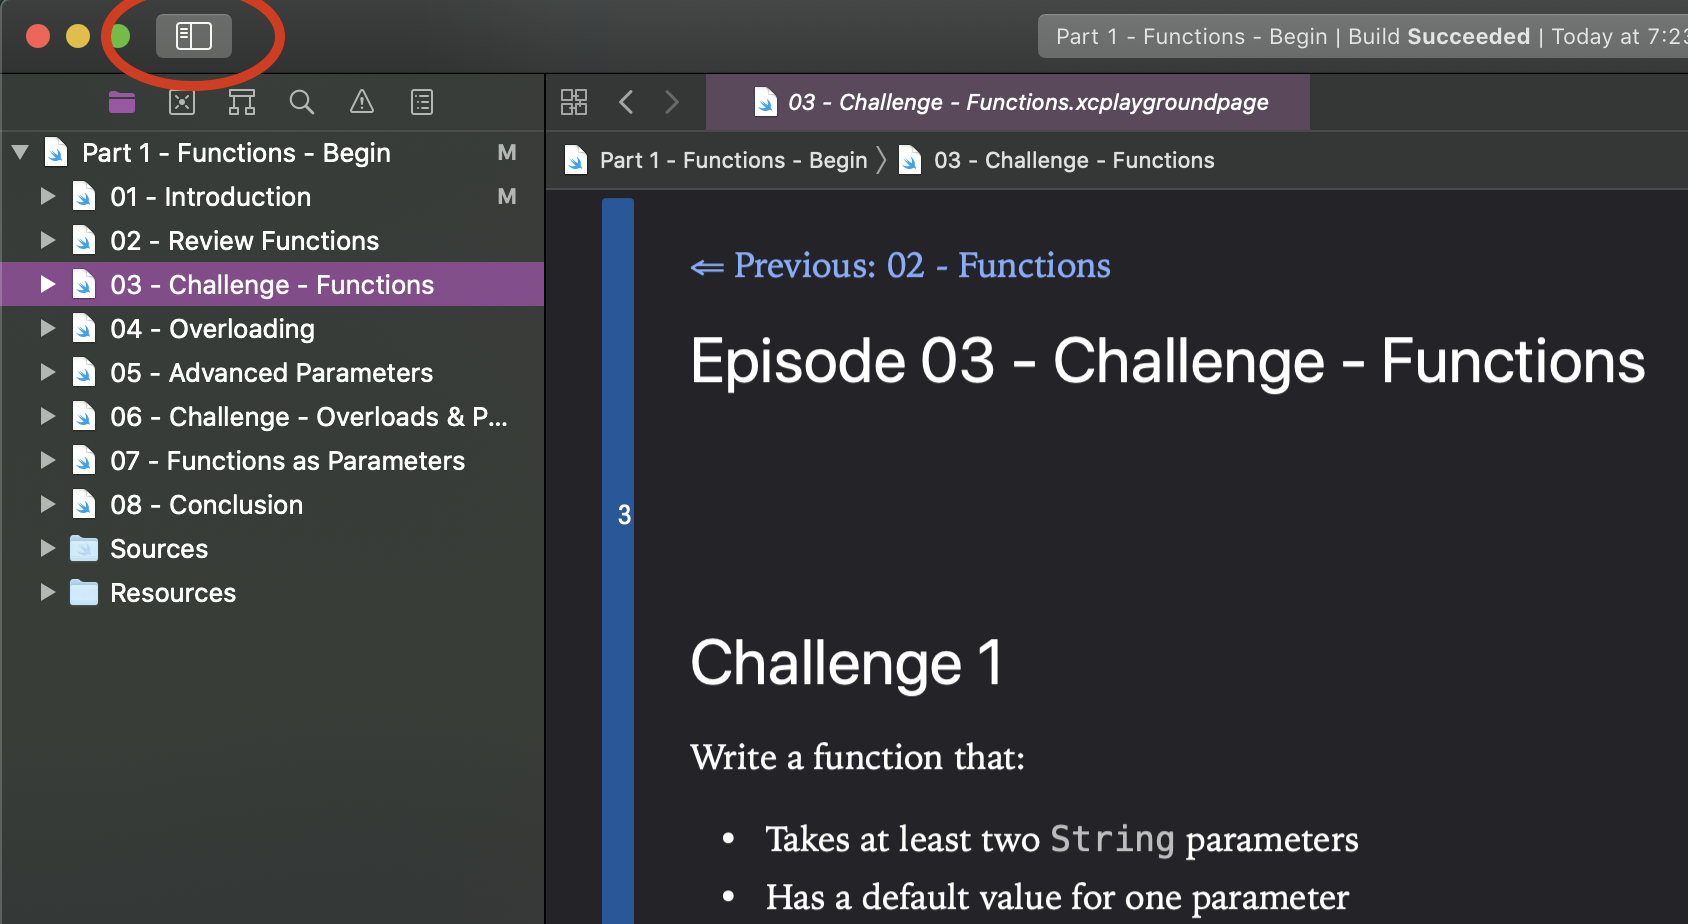 Part 1 - Functions - Begin | Build Succeeded | Today at 7:23
03 - Challenge - Functions.xcplaygroundpage
Part 1 - Functions - Begin M
Part 1 - Functions - Begin 〉 03 - Challenge - Functions
01 - Introduction M
02 - Review Functions
03 - Challenge - Functions
04 - Overloading
05 - Advanced Parameters
06 - Challenge - Overloads & P...
07 - Functions as Parameters
08 - Conclusion
Sources
Resources
3
⇐ Previous: 02 - Functions
Episode 03 - Challenge - Functions
Challenge 1
Write a function that:
• Takes at least two String parameters
• Has a default value for one parameter